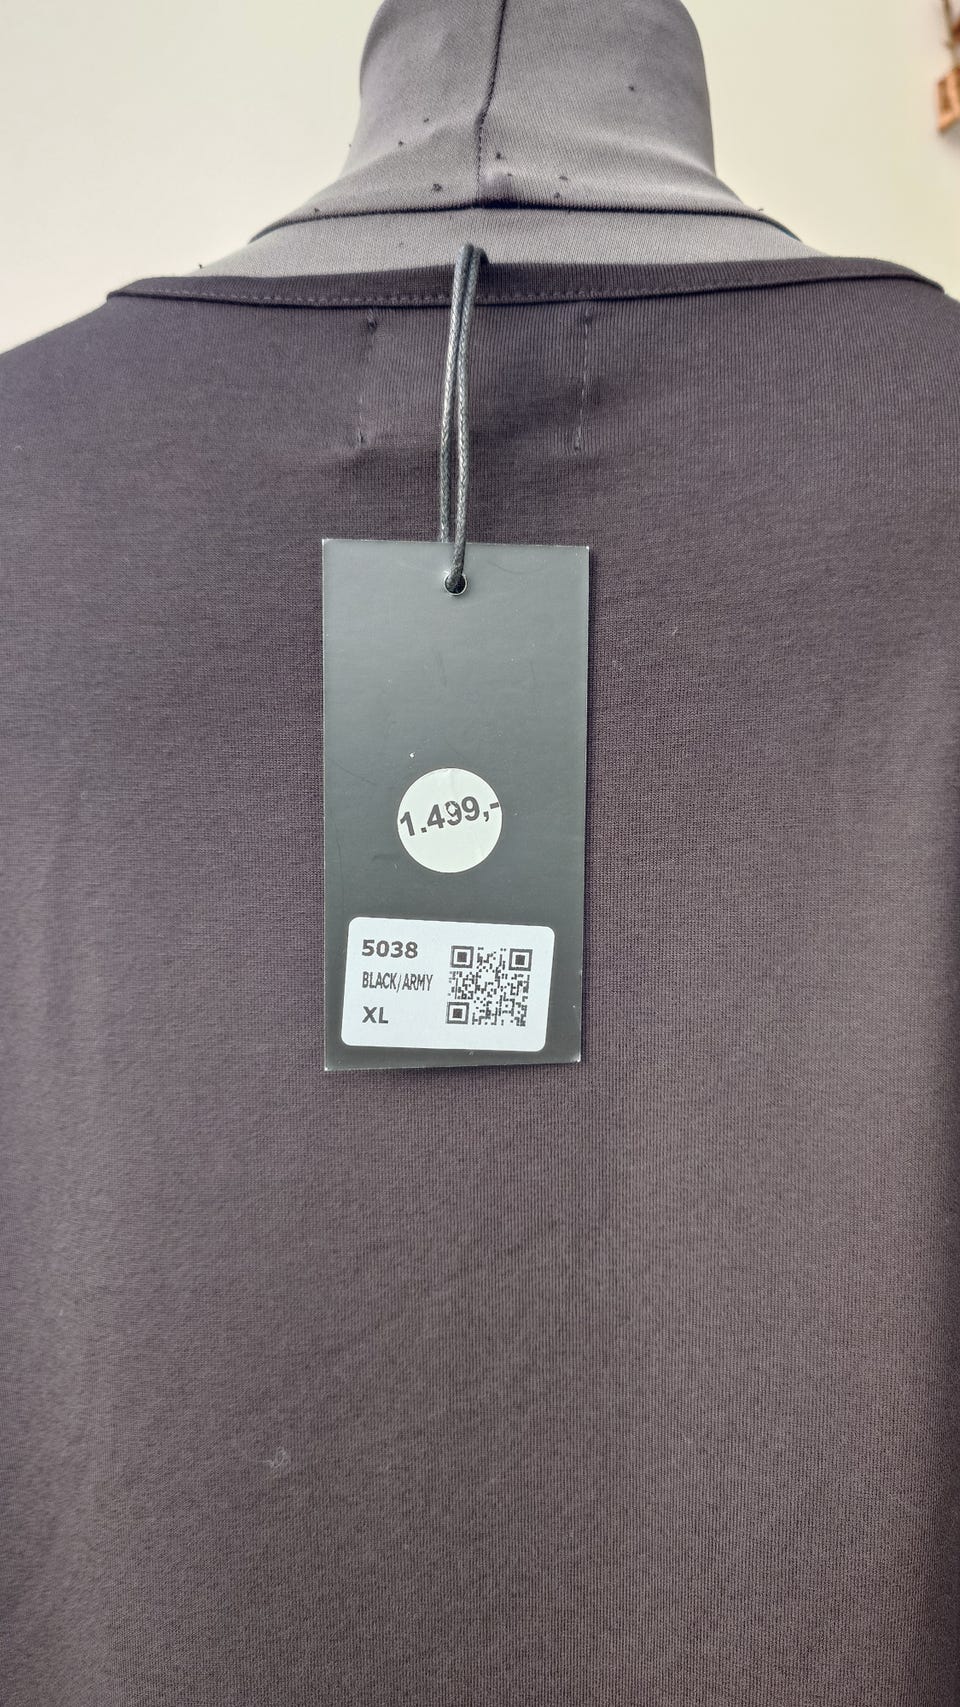 1.499,-
5038
BLACK/ARMY
XL